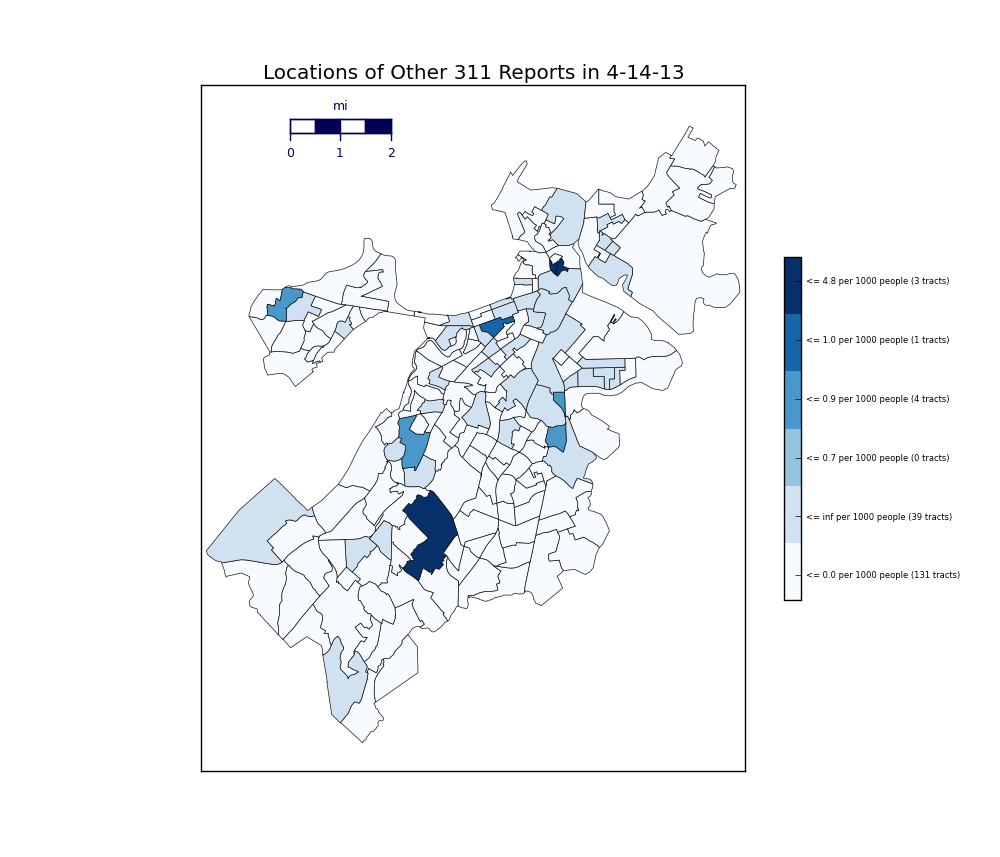 Locations of Other 311 Reports in 4-14-13
mi
0 1 2
<= 4.8 per 1000 people (3 tracts)
<= 1.0 per 1000 people (1 tracts)
<= 0.9 per 1000 people (4 tracts)
<= 0.7 per 1000 people (0 tracts)
<= inf per 1000 people (39 tracts)
<= 0.0 per 1000 people (131 tracts)